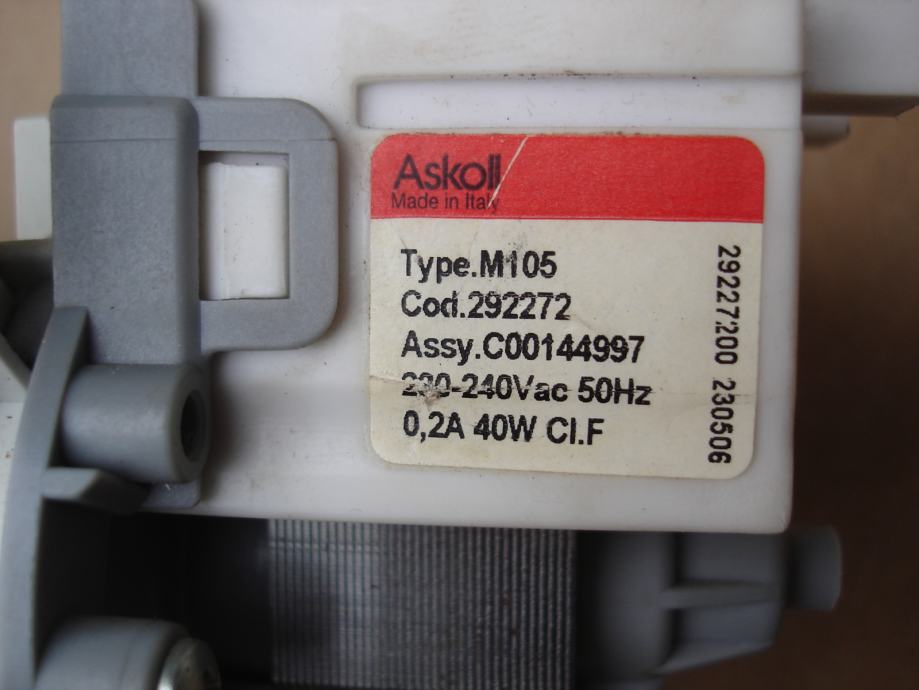 Askoll
Made in Italy
Type.M105
Cod.292272
Assy.C00144997
230-240Vac 50Hz
0,2A 40W Cl.F
29227200 230506